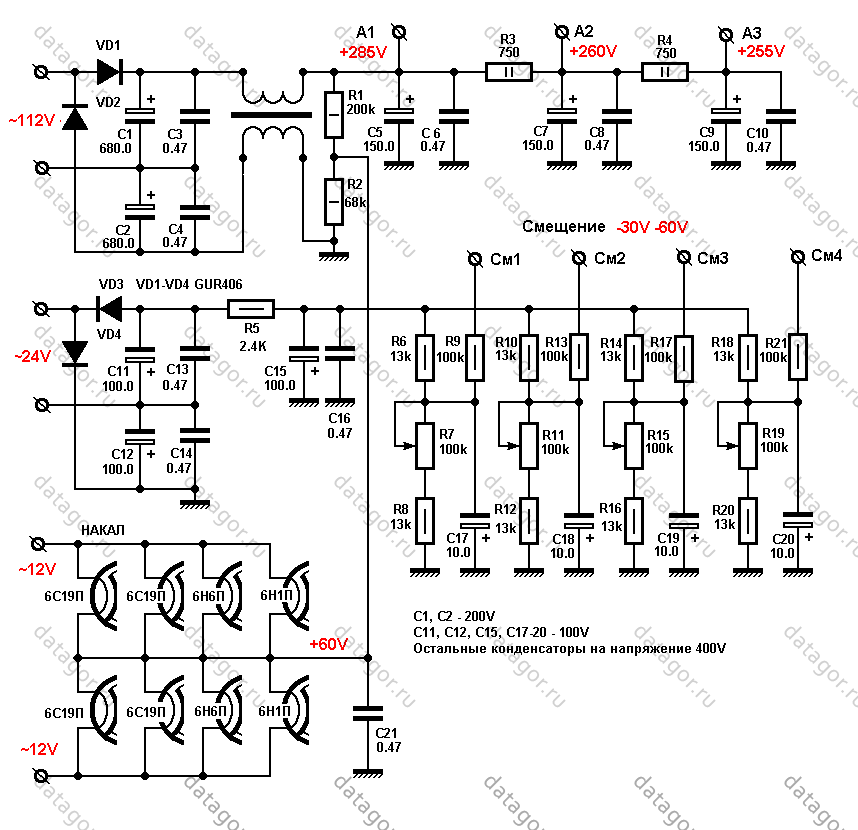 A1
A2
A3
+285V
+260V
+255V
VD1
VD2
~112V
R3
750
R4
750
R1
200k
C1
680.0
C3
0.47
C5
150.0
C 6
0.47
C7
150.0
C8
0.47
C9
150.0
C10
0.47
C2
680.0
C4
0.47
R2
68k
Смещение -30V -60V
См1
См2
См3
См4
VD3
VD1-VD4 GUR406
VD4
~24V
R5
2.4K
C11
100.0
C13
0.47
C15
100.0
C16
0.47
C12
100.0
C14
0.47
R6
13k
R9
100k
R10
13k
R13
100k
R14
13k
R17
100k
R18
13k
R21
100k
R7
100k
R11
100k
R15
100k
R19
100k
R8
13k
C17
10.0
R12
13k
C18
10.0
R16
13k
C19
10.0
R20
13k
C20
10.0
НАКАЛ
~12V
6С19П
6С19П
6Н6П
6Н1П
+60V
6С19П
6С19П
6Н6П
6Н1П
~12V
C21
0.47
C1, C2 - 200V
C11, C12, C15, C17-20 - 100V
Остальные конденсаторы на напряжение 400V
datagor.ru